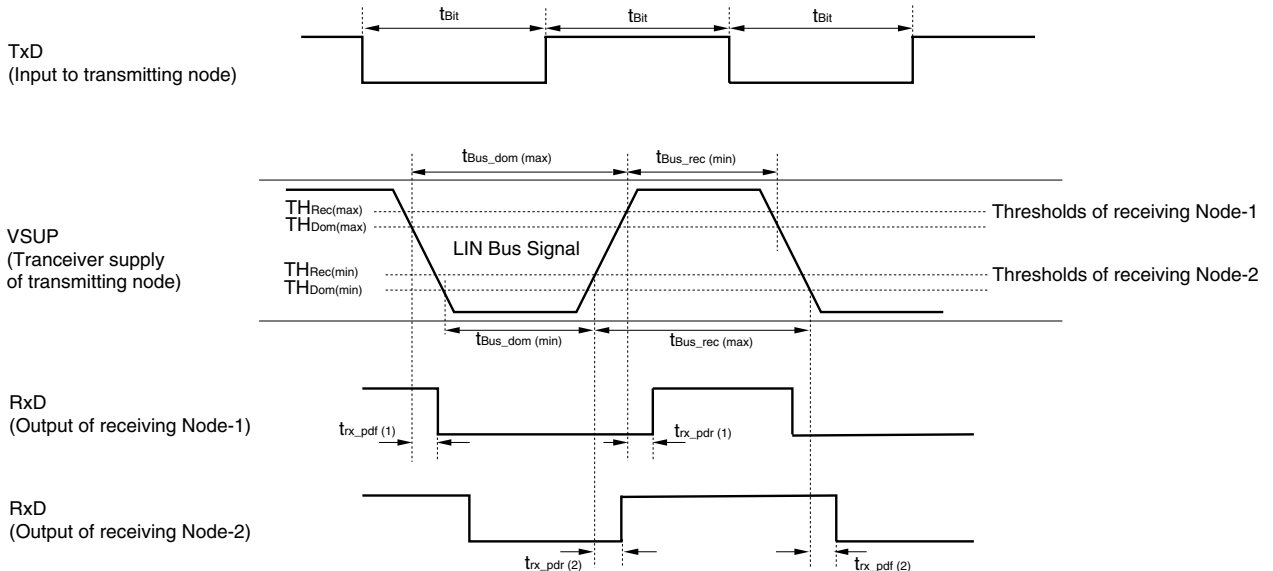 tBit
tBit
tBit
TxD
(Input to transmitting node)
tBus_dom (max)
tBus_rec (min)
THRec(max)
THDom(max)
Thresholds of receiving Node-1
VSUP
(Tranceiver supply
of transmitting node)
LIN Bus Signal
THRec(min)
THDom(min)
Thresholds of receiving Node-2
tBus_dom (min)
tBus_rec (max)
RxD
(Output of receiving Node-1)
trx_pdf (1)
trx_pdr (1)
RxD
(Output of receiving Node-2)
trx_pdr (2)
trx_pdf (2)